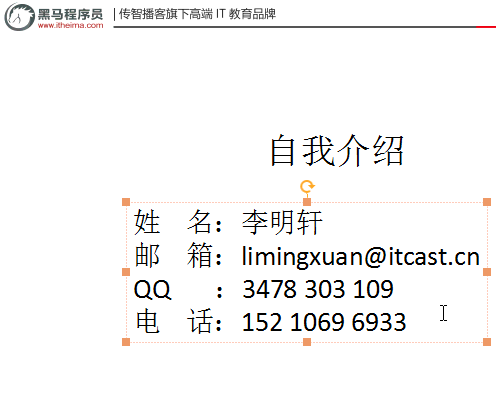 黑马程序员 | 传智播客旗下高端 IT 教育品牌
www.itheima.com
自我介绍
姓 名：李明轩
邮 箱：limingxuan@itcast.cn
QQ ：3478 303 109
电 话：152 1069 6933